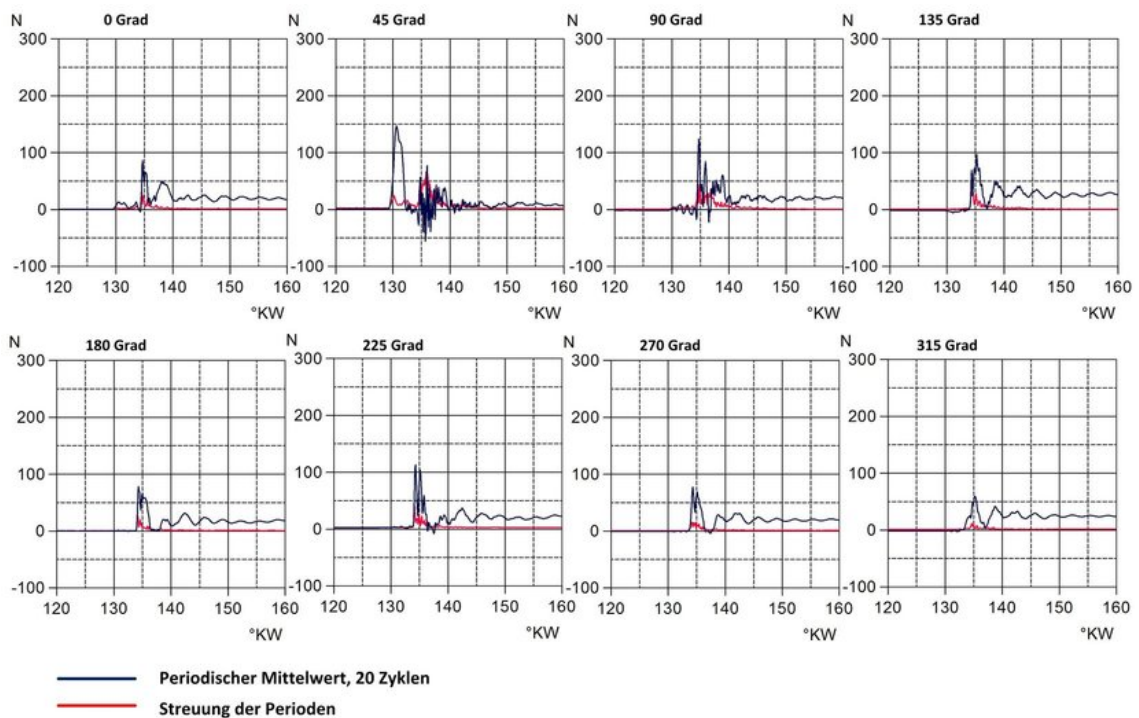 N 0 Grad N 45 Grad N 90 Grad N 135 Grad
300 300 300 300
200 200 200 200
100 100 100 100
0 0 0 0
-100 -100 -100 -100
120 130 140 150 160 120 130 140 150 160 120 130 140 150 160 120 130 140 150 160
°KW °KW °KW °KW
N 180 Grad N 225 Grad N 270 Grad N 315 Grad
300 300 300 300
200 200 200 200
100 100 100 100
0 0 0 0
-100 -100 -100 -100
120 130 140 150 160 120 130 140 150 160 120 130 140 150 160 120 130 140 150 160
°KW °KW °KW °KW
Periodischer Mittelwert, 20 Zyklen
Streuung der Perioden